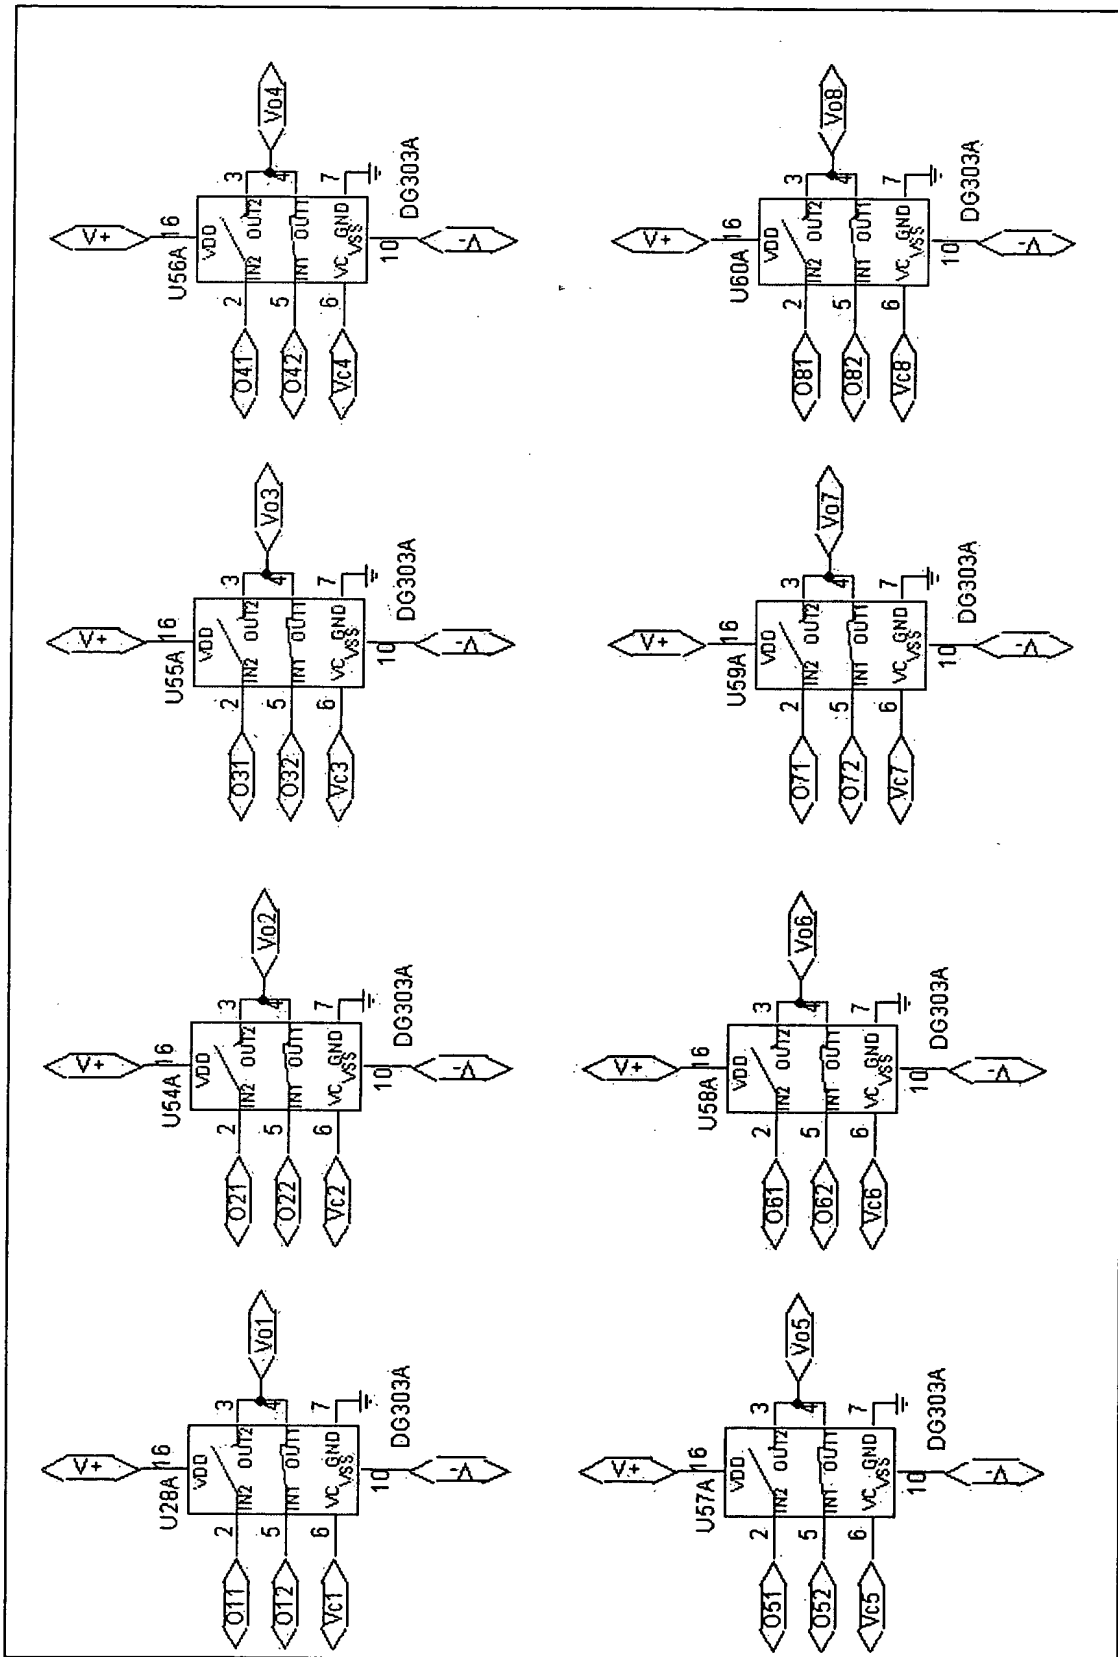 V+
U28A
16
VDD
O11
2
IN2
OUT2
3
Vo1
O12
5
IN1
OUT1
4
Vc1
6
VC
GND
7
VSS
10
DG303A
V-
V+
U54A
16
VDD
O21
2
IN2
OUT2
3
Vo2
O22
5
IN1
OUT1
4
Vc2
6
VC
GND
7
VSS
10
DG303A
V-
V+
U55A
16
VDD
O31
2
IN2
OUT2
3
Vo3
O32
5
IN1
OUT1
4
Vc3
6
VC
GND
7
VSS
10
DG303A
V-
V+
U56A
16
VDD
O41
2
IN2
OUT2
3
Vo4
O42
5
IN1
OUT1
4
Vc4
6
VC
GND
7
VSS
10
DG303A
V-
V+
U57A
16
VDD
O51
2
IN2
OUT2
3
Vo5
O52
5
IN1
OUT1
4
Vc5
6
VC
GND
7
VSS
10
DG303A
V-
V+
U58A
16
VDD
O61
2
IN2
OUT2
3
Vo6
O62
5
IN1
OUT1
4
Vc6
6
VC
GND
7
VSS
10
DG303A
V-
V+
U59A
16
VDD
O71
2
IN2
OUT2
3
Vo7
O72
5
IN1
OUT1
4
Vc7
6
VC
GND
7
VSS
10
DG303A
V-
V+
U60A
16
VDD
O81
2
IN2
OUT2
3
Vo8
O82
5
IN1
OUT1
4
Vc8
6
VC
GND
7
VSS
10
DG303A
V-